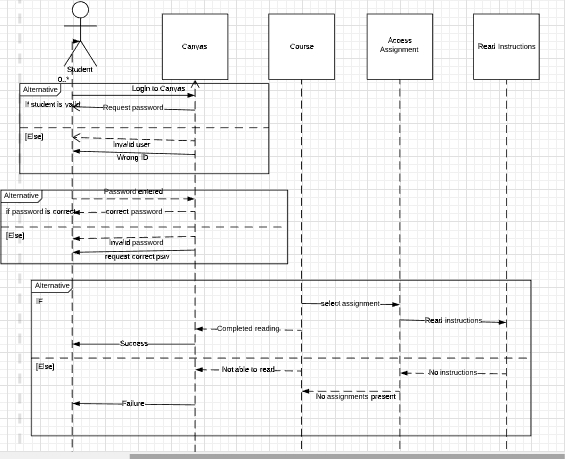 Student
0..*
Canvas
Course
Access
Assignment
Read Instructions
Alternative
If student is valid
Login to Canvas
Request password
[Else]
Invalid user
Wrong ID
Alternative
Password entered
if password is correct
correct password
[Else]
Invalid password
request correct psw
Alternative
IF
select assignment
Read instructions
Completed reading
Success
[Else]
Not able to read
No instructions
No assignments present
Failure